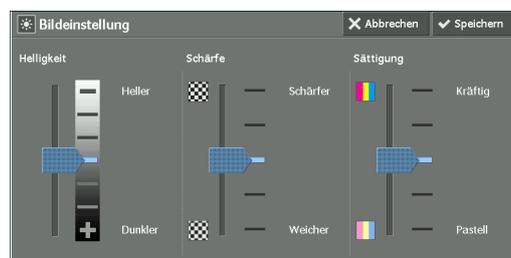 Bildeinstellung
Abbrechen
Speichern
Helligkeit
Schärfe
Sättigung
Heller
Schärfer
Kräftig
Dunkler
Weicher
Pastell